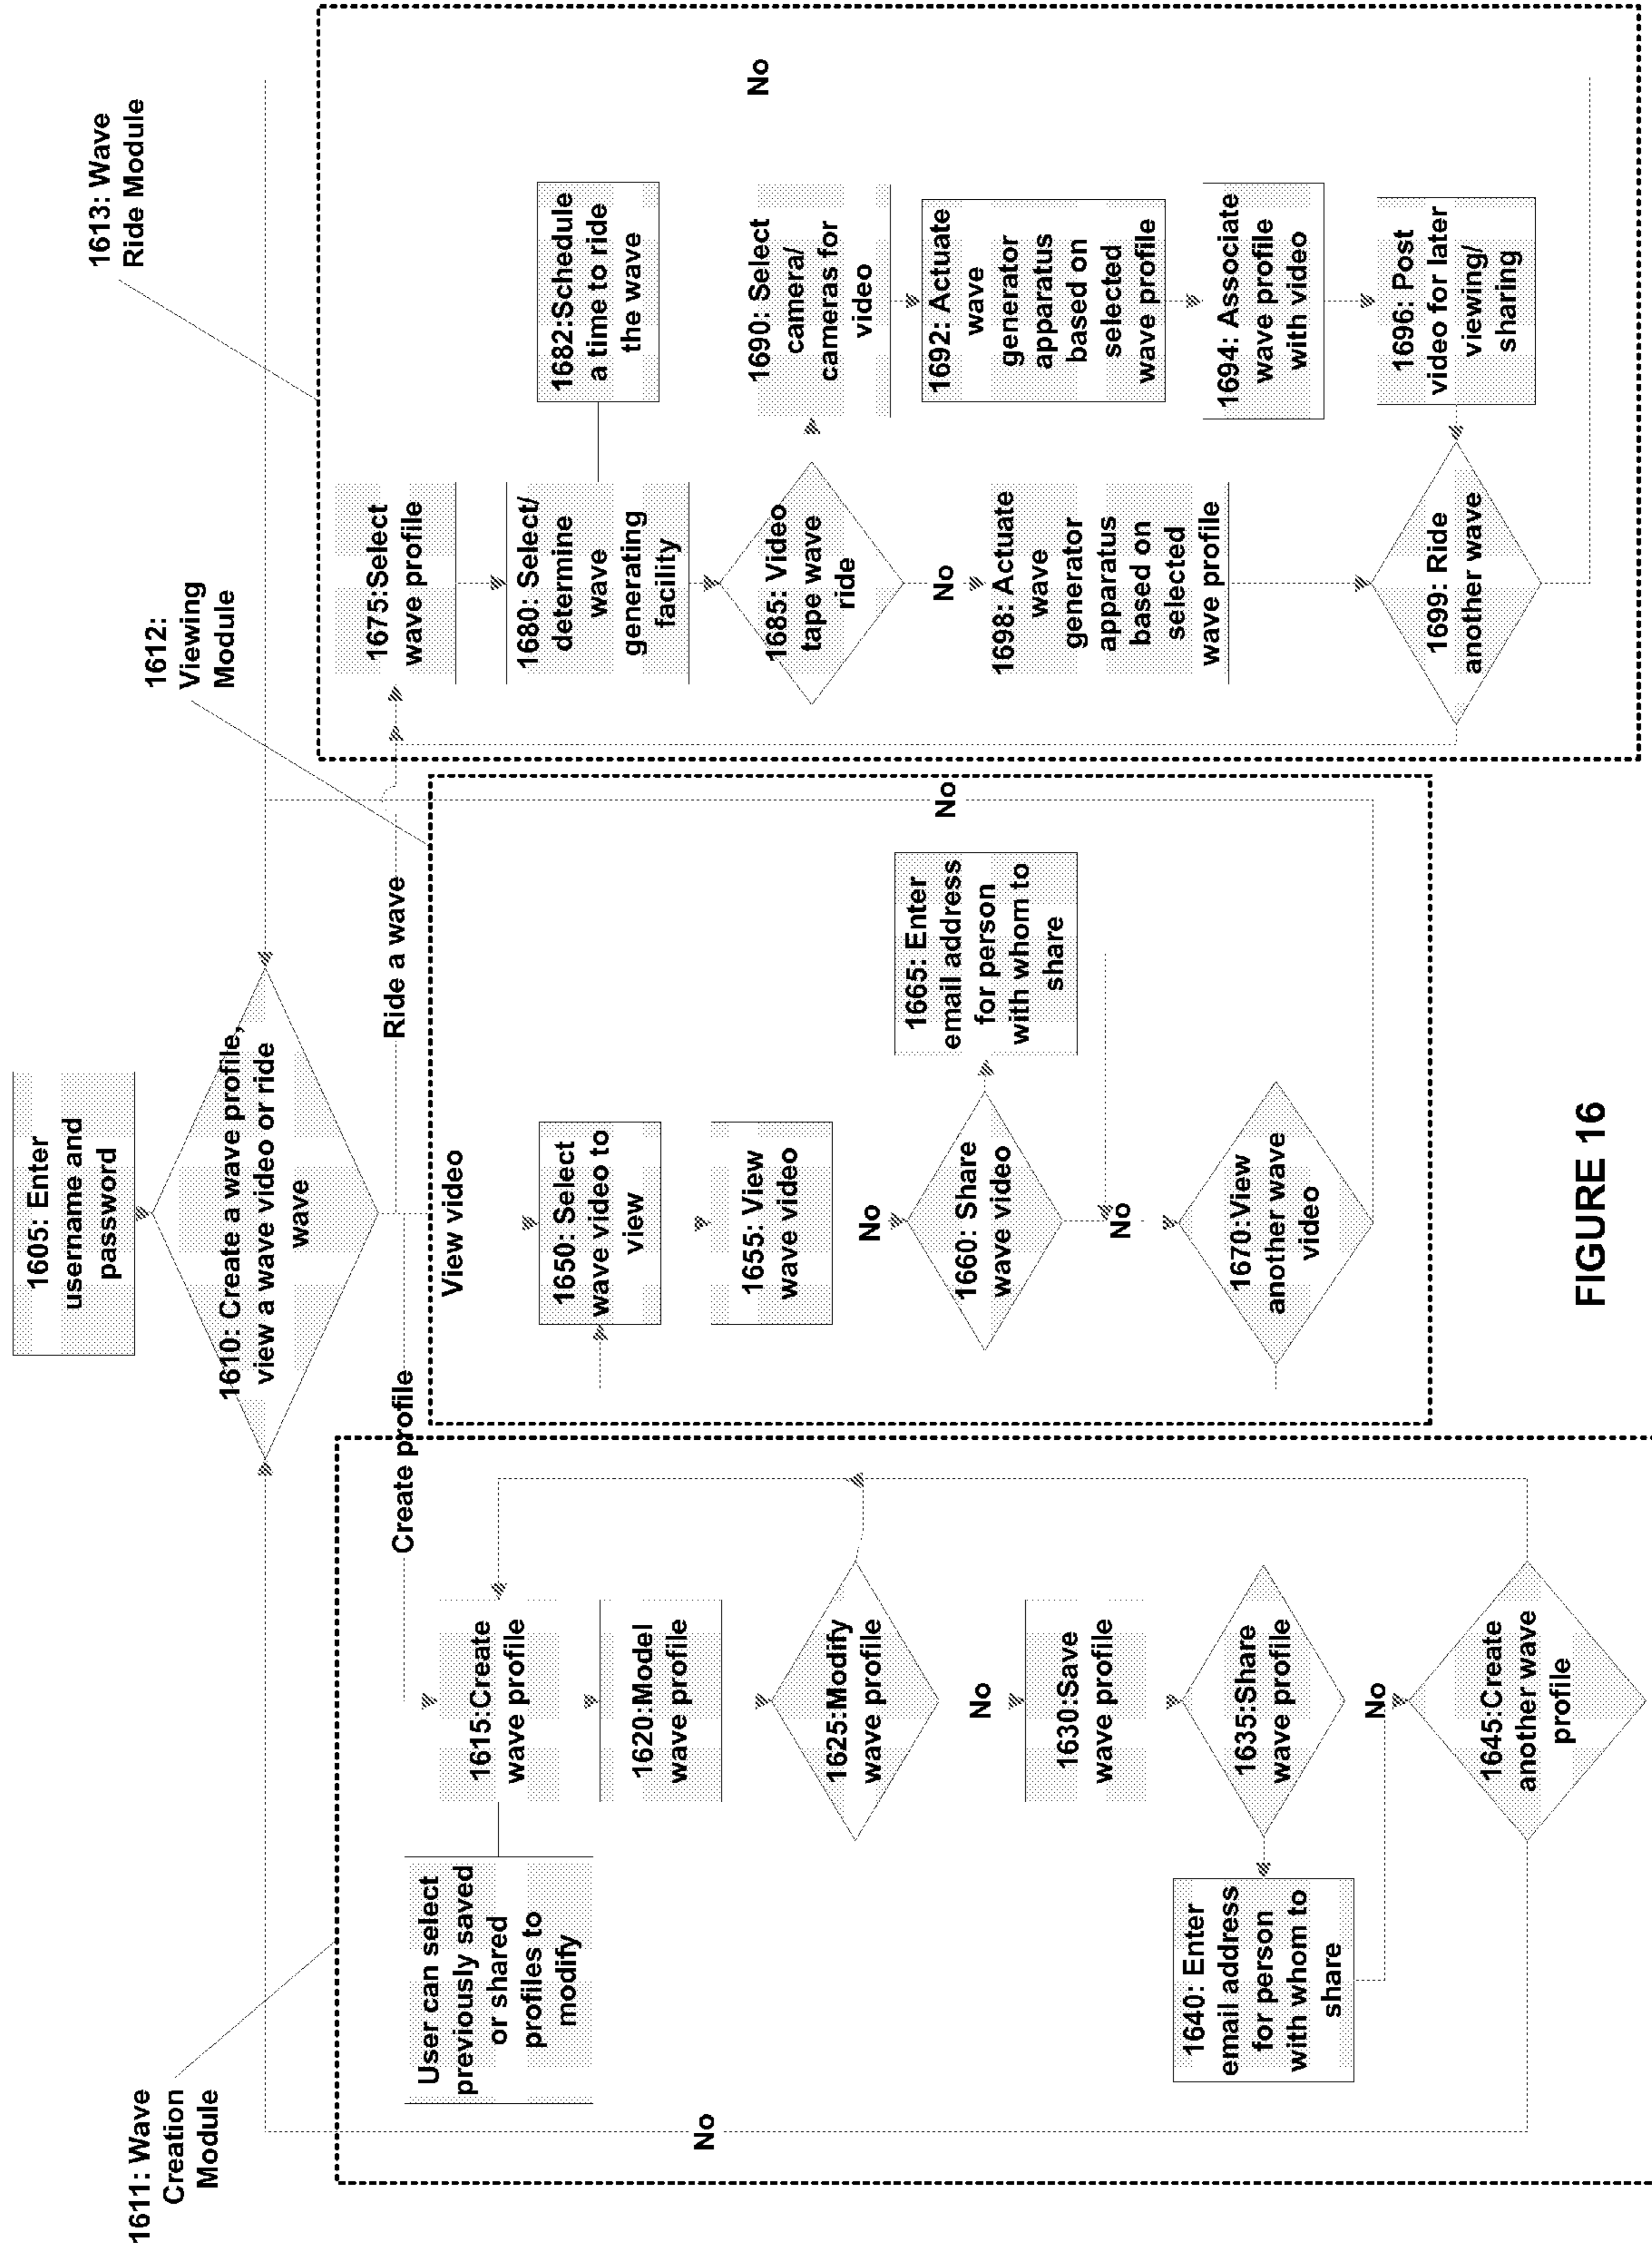 1605: Enter
username and
password
1610: Create a wave profile,
view a wave video or ride
wave
Create profile
View video
Ride a wave
1611: Wave
Creation
Module
User can select
previously saved
or shared
profiles to
modify
1615:Create
wave profile
1620:Model
wave profile
1625:Modify
wave profile
No
1630:Save
wave profile
1635:Share
wave profile
1640: Enter
email address
for person
with whom to
share
No
1645:Create
another wave
profile
No
1612:
Viewing
Module
1650: Select
wave video to
view
1655: View
wave video
No
1660: Share
wave video
1665: Enter
email address
for person
with whom to
share
No
1670:View
another wave
video
No
1613: Wave
Ride Module
1675:Select
wave profile
1680: Select/
determine
wave
generating
facility
1682:Schedule
a time to ride
the wave
1685: Video
tape wave
ride
1690: Select
camera/
cameras for
video
No
1692: Actuate
wave
generator
apparatus
based on
selected
wave profile
1694: Associate
wave profile
with video
1696: Post
video for later
viewing/
sharing
1698: Actuate
wave
generator
apparatus
based on
selected
wave profile
1699: Ride
another wave
No
FIGURE 16